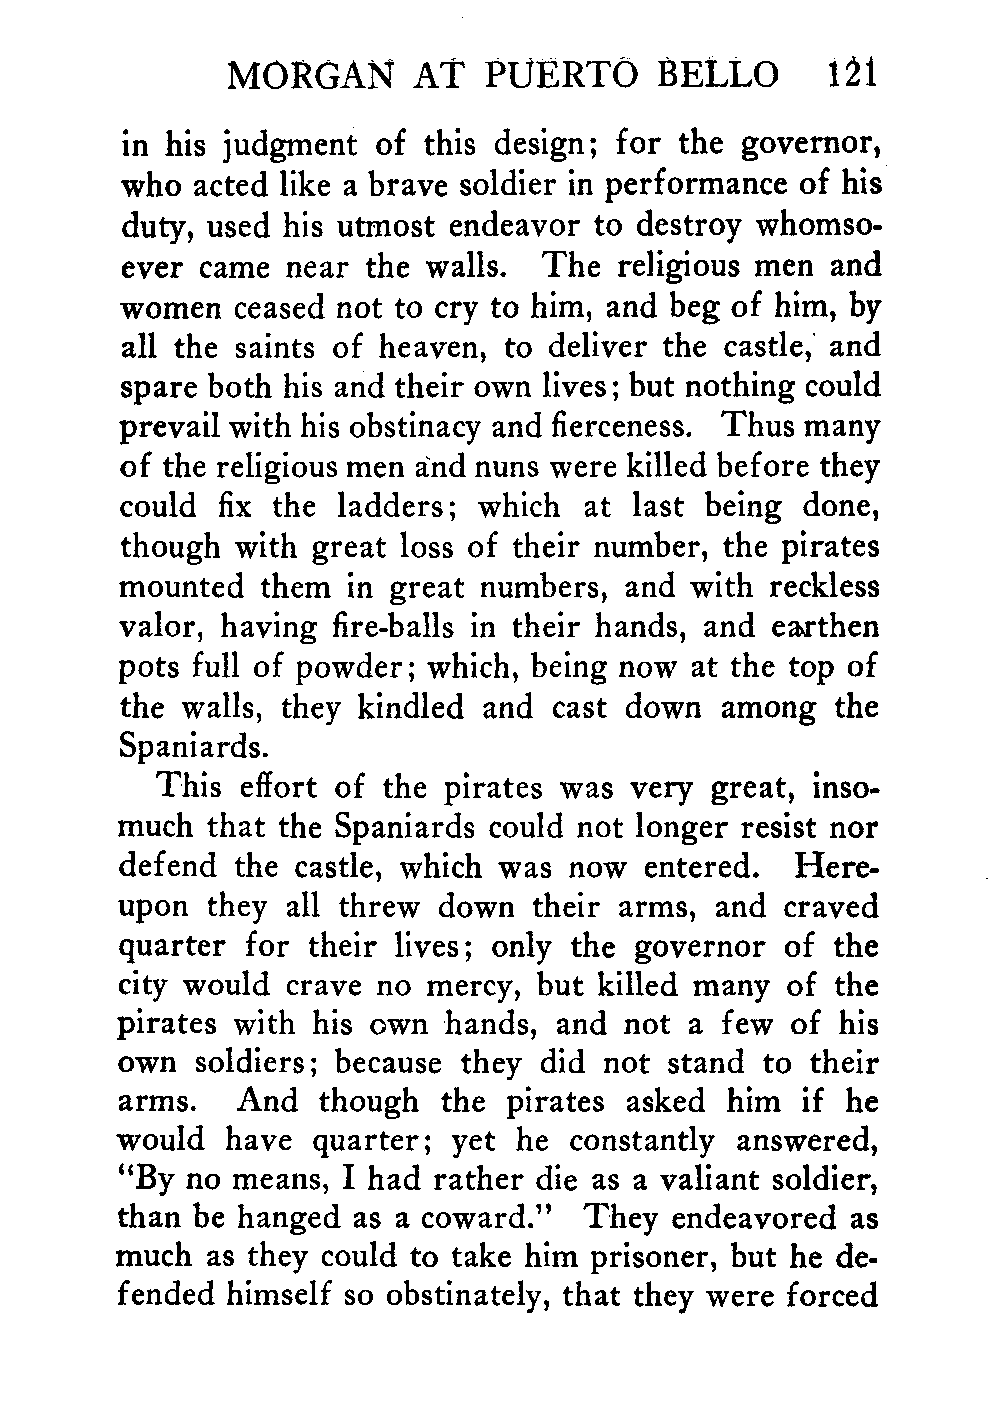 MORGAN AT PUERTO BELLO 121
in his judgment of this design; for the governor,
who acted like a brave soldier in performance of his
duty, used his utmost endeavor to destroy whomso-
ever came near the walls. The religious men and
women ceased not to cry to him, and beg of him, by
all the saints of heaven, to deliver the castle, and
spare both his and their own lives; but nothing could
prevail with his obstinacy and fierceness. Thus many
of the religious men and nuns were killed before they
could fix the ladders; which at last being done,
though with great loss of their number, the pirates
mounted them in great numbers, and with reckless
valor, having fire-balls in their hands, and earthen
pots full of powder; which, being now at the top of
the walls, they kindled and cast down among the
Spaniards.
This effort of the pirates was very great, inso-
much that the Spaniards could not longer resist nor
defend the castle, which was now entered. Here-
upon they all threw down their arms, and craved
quarter for their lives; only the governor of the
city would crave no mercy, but killed many of the
pirates with his own hands, and not a few of his
own soldiers; because they did not stand to their
arms. And though the pirates asked him if he
would have quarter; yet he constantly answered,
"By no means, I had rather die as a valiant soldier,
than be hanged as a coward." They endeavored as
much as they could to take him prisoner, but he de-
fended himself so obstinately, that they were forced